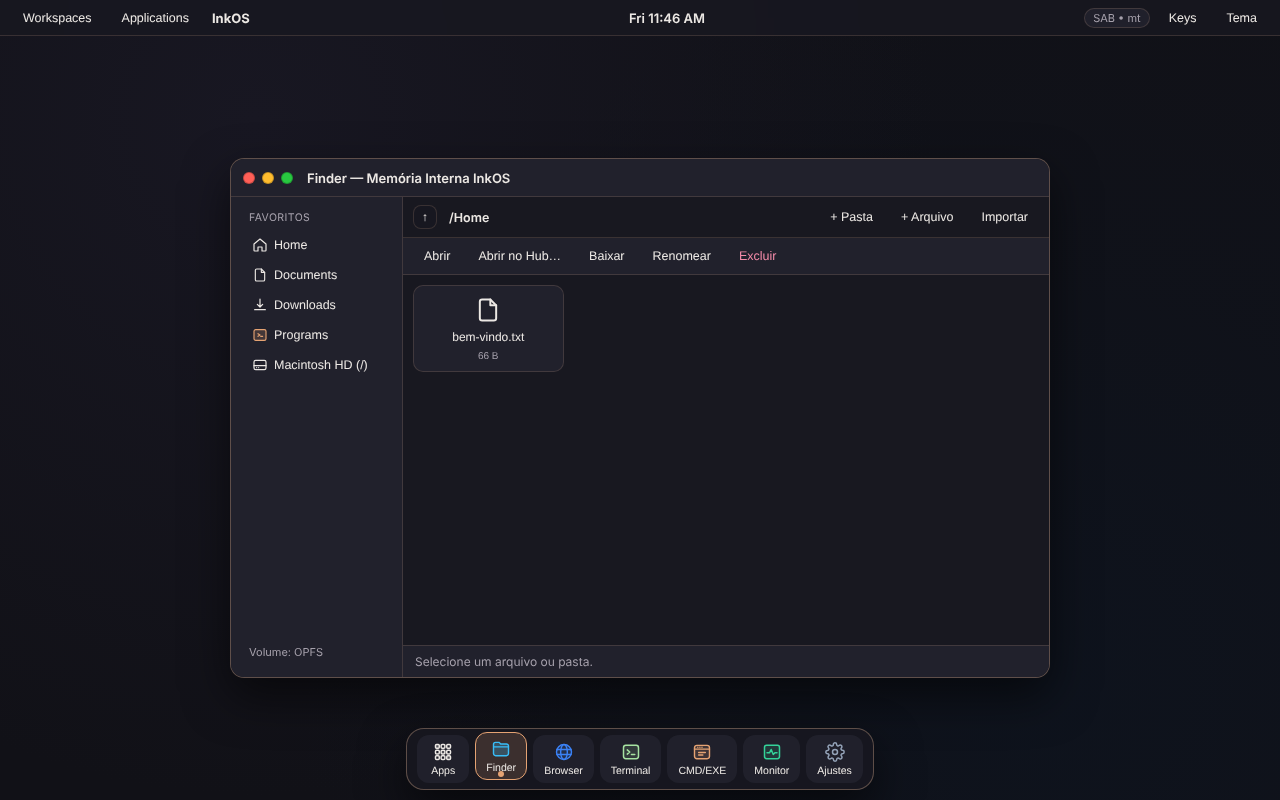 Workspaces Applications InkOS Fri 11:46 AM SAB • mt Keys Tema
Finder — Memória Interna InkOS
FAVORITOS
Home
Documents
Downloads
Programs
Macintosh HD (/)
Volume: OPFS
↑ /Home + Pasta + Arquivo Importar
Abrir Abrir no Hub… Baixar Renomear Excluir
bem-vindo.txt
66 B
Selecione um arquivo ou pasta.
Apps Finder Browser Terminal CMD/EXE Monitor Ajustes